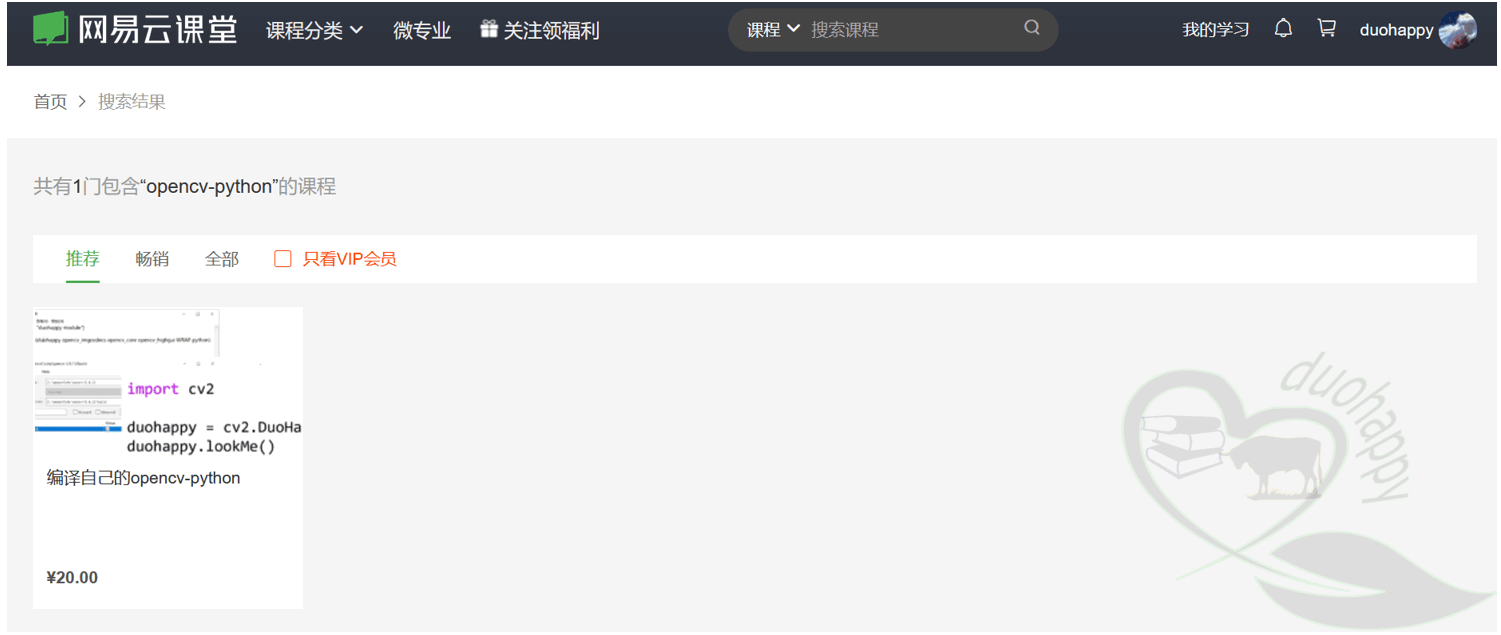 网易云课堂 课程分类 微专业 关注领福利 课程 搜索课程 我的学习 duohappy
首页 > 搜索结果
共有1门包含“opencv-python”的课程
推荐 畅销 全部 只看VIP会员
import cv2
duohappy = cv2.DuoHa
duohappy.lookMe()
编译自己的opencv-python
¥20.00
duohappy